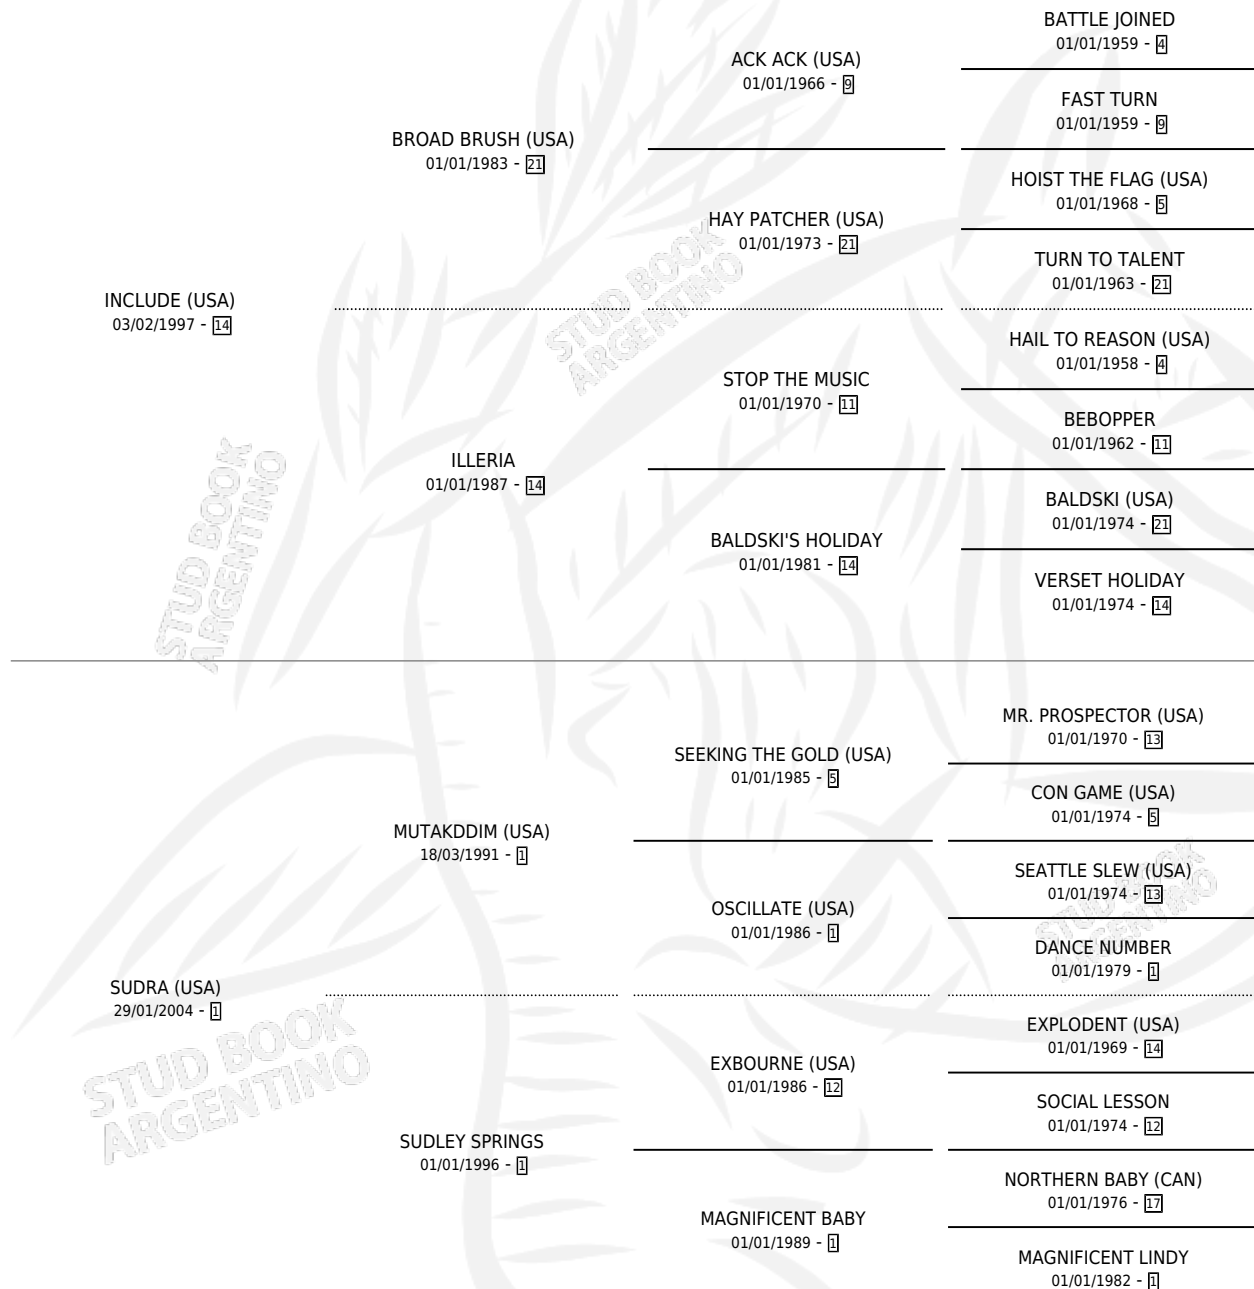 BATTLE JOINED
01/01/1959 - 4
ACK ACK (USA)
01/01/1966 - 9
FAST TURN
01/01/1959 - 9
BROAD BRUSH (USA)
01/01/1983 - 21
HOIST THE FLAG (USA)
01/01/1968 - 5
HAY PATCHER (USA)
01/01/1973 - 21
TURN TO TALENT
01/01/1963 - 21
INCLUDE (USA)
03/02/1997 - 14
HAIL TO REASON (USA)
01/01/1958 - 4
STOP THE MUSIC
01/01/1970 - 11
BEBOPPER
01/01/1962 - 11
ILLERIA
01/01/1987 - 14
BALDSKI (USA)
01/01/1974 - 21
BALDSKI'S HOLIDAY
01/01/1981 - 14
VERSET HOLIDAY
01/01/1974 - 14
MR. PROSPECTOR (USA)
01/01/1970 - 13
SEEKING THE GOLD (USA)
01/01/1985 - 5
CON GAME (USA)
01/01/1974 - 5
MUTAKDDIM (USA)
18/03/1991 - 1
SEATTLE SLEW (USA)
01/01/1974 - 13
OSCILLATE (USA)
01/01/1986 - 1
DANCE NUMBER
01/01/1979 - 1
SUDRA (USA)
29/01/2004 - 1
EXPLODENT (USA)
01/01/1969 - 14
EXBOURNE (USA)
01/01/1986 - 12
SOCIAL LESSON
01/01/1974 - 12
SUDLEY SPRINGS
01/01/1996 - 1
NORTHERN BABY (CAN)
01/01/1976 - 17
MAGNIFICENT BABY
01/01/1989 - 1
MAGNIFICENT LINDY
01/01/1982 - 1
STUD BOOK
ARGENTINO
STUD BOOK
ARGENTINO
STUD BOOK
ARGENTINO
STUD BOOK
ARGENTINO